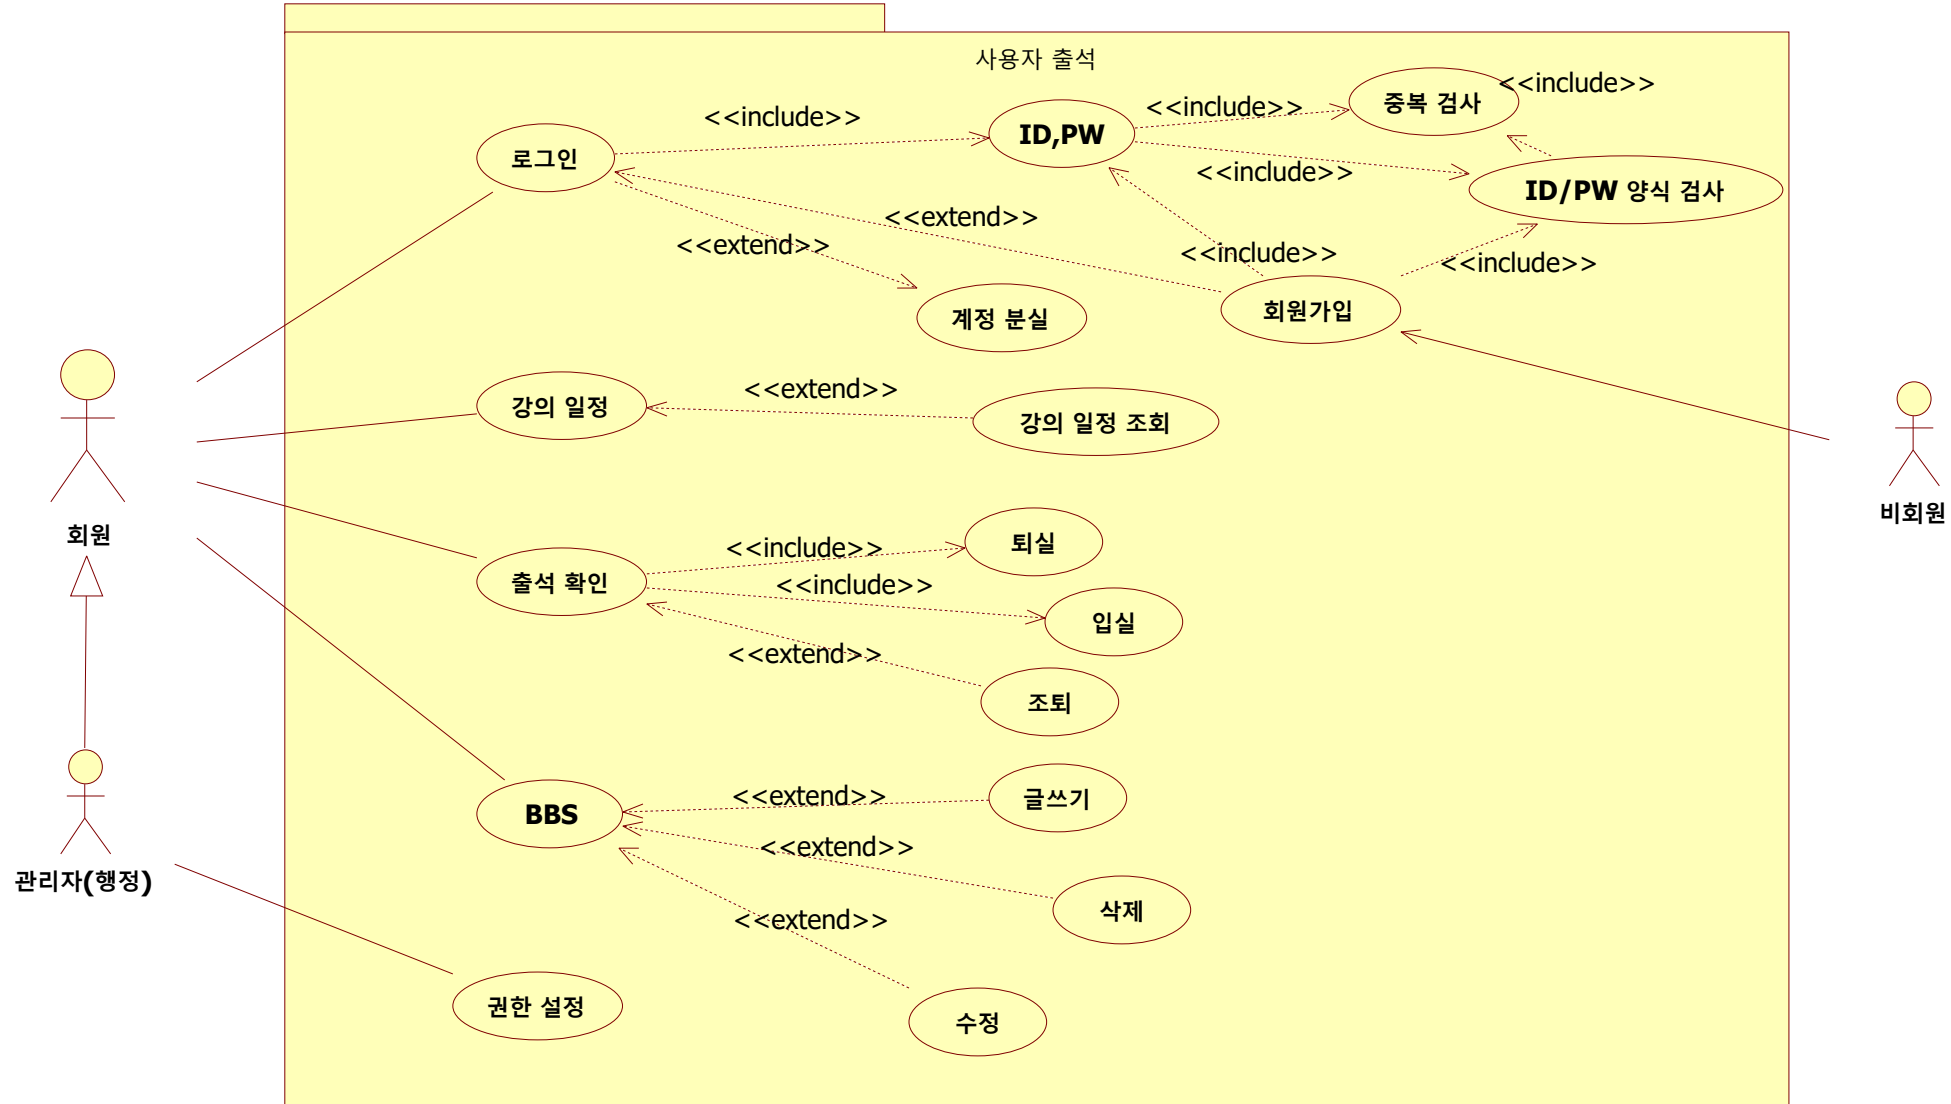 사용자 출석
<<include>>
<<include>>
중복 검사
<<include>>
로그인
ID,PW
<<include>>
ID/PW 양식 검사
<<extend>>
<<extend>>
<<include>>
<<include>>
계정 분실
회원가입
강의 일정
<<extend>>
강의 일정 조회
회원
비회원
출석 확인
<<include>>
퇴실
<<include>>
입실
<<extend>>
조퇴
BBS
<<extend>>
글쓰기
<<extend>>
삭제
관리자(행정)
<<extend>>
수정
권한 설정